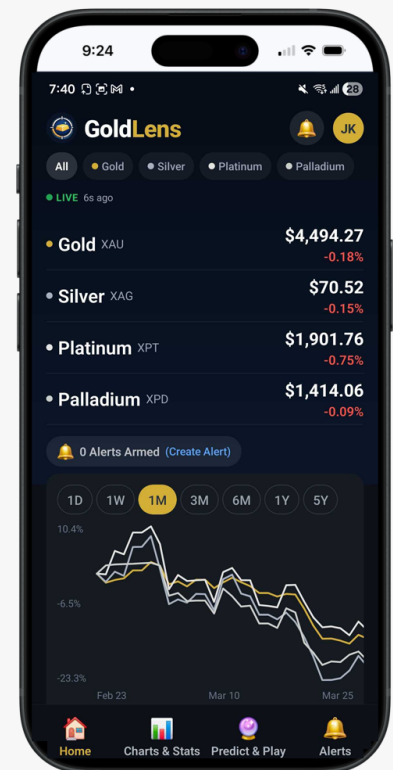 9:24
7:40 28
GoldLens JK
All Gold Silver Platinum Palladium
LIVE 6s ago
Gold XAU $4,494.27
-0.18%
Silver XAG $70.52
-0.15%
Platinum XPT $1,901.76
-0.75%
Palladium XPD $1,414.06
-0.09%
0 Alerts Armed (Create Alert)
1D 1W 1M 3M 6M 1Y 5Y
10.4%
-6.5%
-23.3%
Feb 23 Mar 10 Mar 25
Home Charts & Stats Predict & Play Alerts